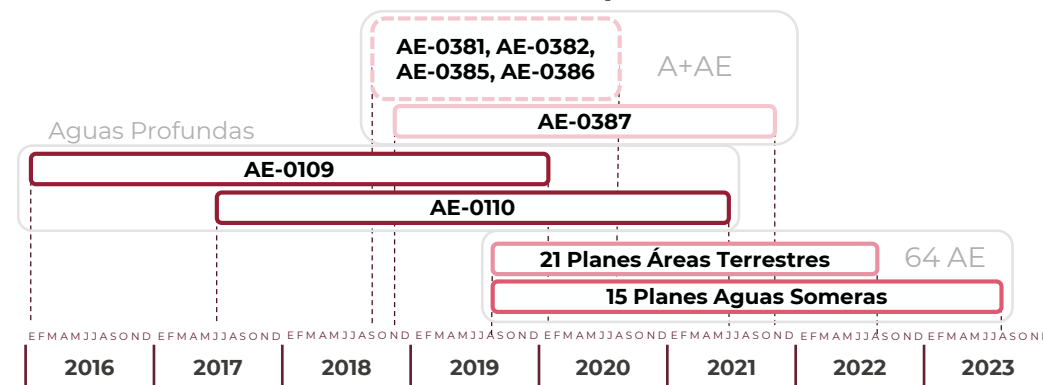 AE-0381, AE-0382,
AE-0385, AE-0386
A+AE
AE-0387
Aguas Profundas
AE-0109
AE-0110
21 Planes Áreas Terrestres
64 AE
15 Planes Aguas Someras
E F M A M J J A S O N D E F M A M J J A S O N D E F M A M J J A S O N D E F M A M J J A S O N D E F M A M J J A S O N D E F M A M J J A S O N D E F M A M J J A S O N D E F M A M J J A S O N D
2016 2017 2018 2019 2020 2021 2022 2023